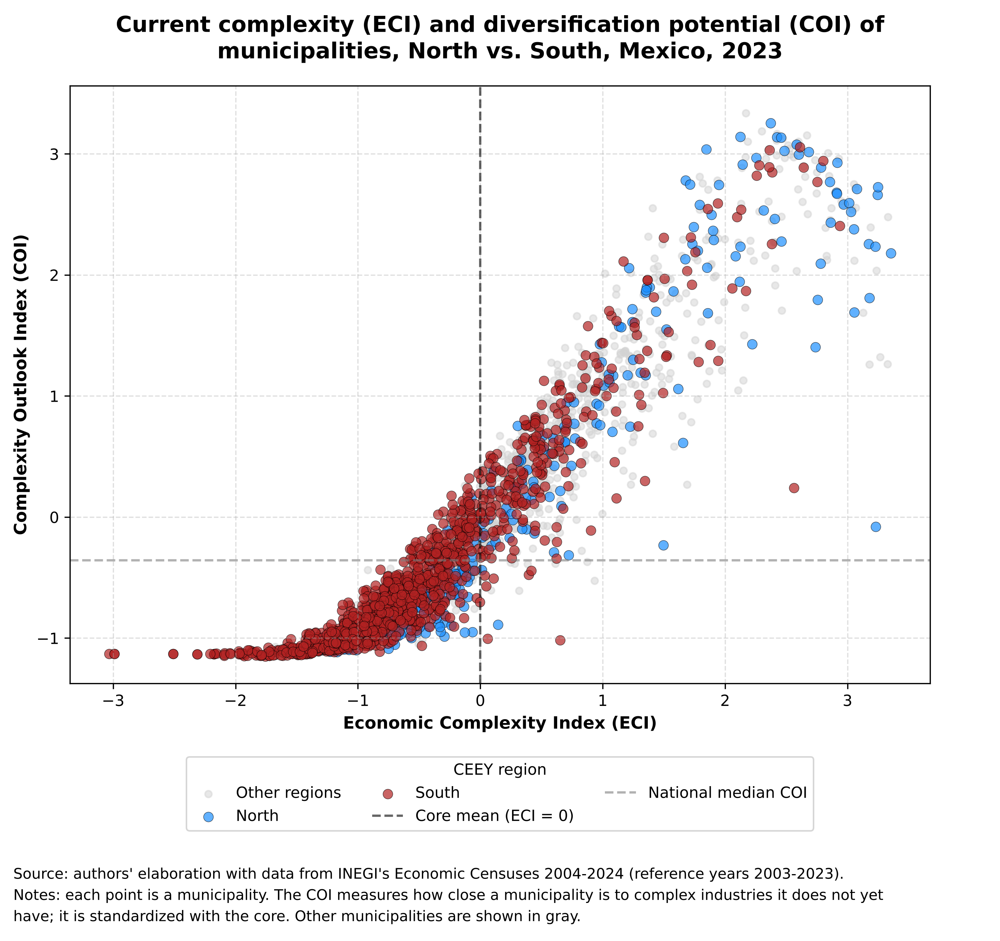 Current complexity (ECI) and diversification potential (COI) of
municipalities, North vs. South, Mexico, 2023
Complexity Outlook Index (COI)
3
2
1
0
−1
−3
−2
−1
0
1
2
3
Economic Complexity Index (ECI)
CEEY region
Other regions
North
South
Core mean (ECI = 0)
National median COI
Source: authors' elaboration with data from INEGI's Economic Censuses 2004-2024 (reference years 2003-2023).
Notes: each point is a municipality. The COI measures how close a municipality is to complex industries it does not yet
have; it is standardized with the core. Other municipalities are shown in gray.